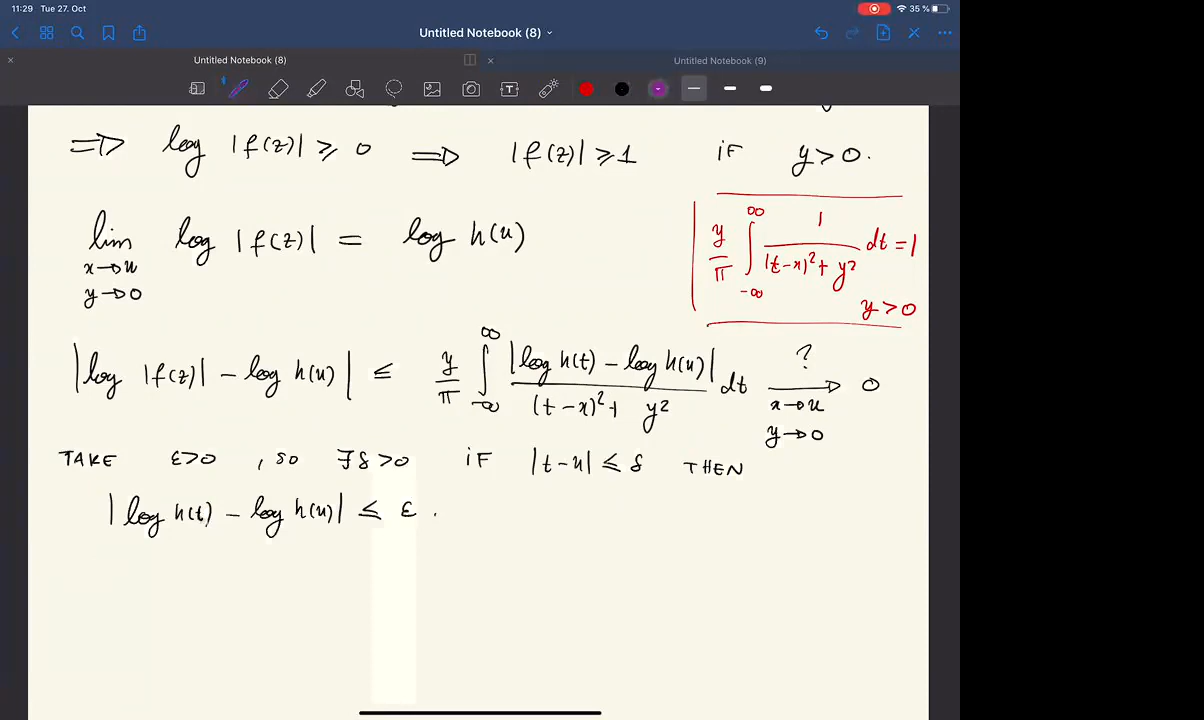 11:29 Tue 27. Oct 35 %
Untitled Notebook (8)
Untitled Notebook (8) Untitled Notebook (9)
⟹ log |f(z)| ⩾ 0 ⟹ |f(z)| ⩾ 1 if y > 0.
lim x→u y→0 log |f(z)| = log h(u)
y/π ∫_{-∞}^{∞} 1/((t-x)²+ y²) dt = 1
y > 0
|log |f(z)| - log h(u)| ≤ y/π ∫_{-∞}^{∞} |log h(t) - log h(u)|/((t-x)²+ y²) dt →? x→u y→0 0
TAKE ε>0 , so ∃δ>0 if |t-u| ≤ δ THEN
|log h(t) - log h(u)| ≤ ε .